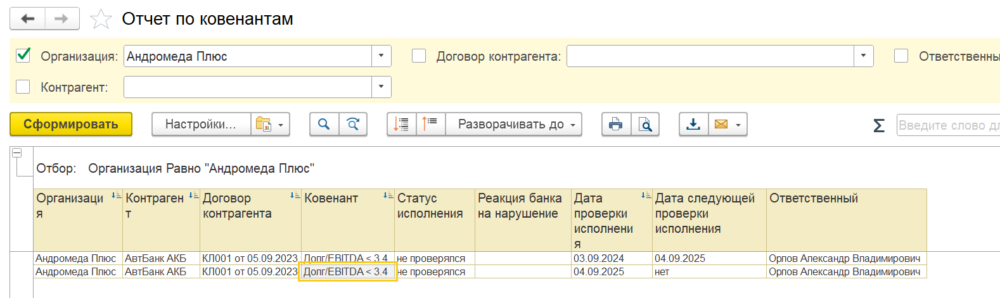 Отчет по ковенантам
Организация: Андромеда Плюс Договор контрагента: Ответственны
Контрагент:
Сформировать Настройки... Разворачивать до Σ Введите слово дл
Отбор: Организация Равно "Андромеда Плюс"
Организаци Контраген Договор Ковенант Статус Реакция банка Дата Дата следующей Ответственный
я т контрагента исполнения на нарушение проверки проверки
исполнени исполнения
я
Андромеда Плюс АвтБанк АКБ КЛ001 от 05.09.2023 Долг/EBITDA < 3.4 не проверялся 03.09.2024 04.09.2025 Орлов Александр Владимирович
Андромеда Плюс АвтБанк АКБ КЛ001 от 05.09.2023 Долг/EBITDA < 3.4 не проверялся 04.09.2025 нет Орлов Александр Владимирович